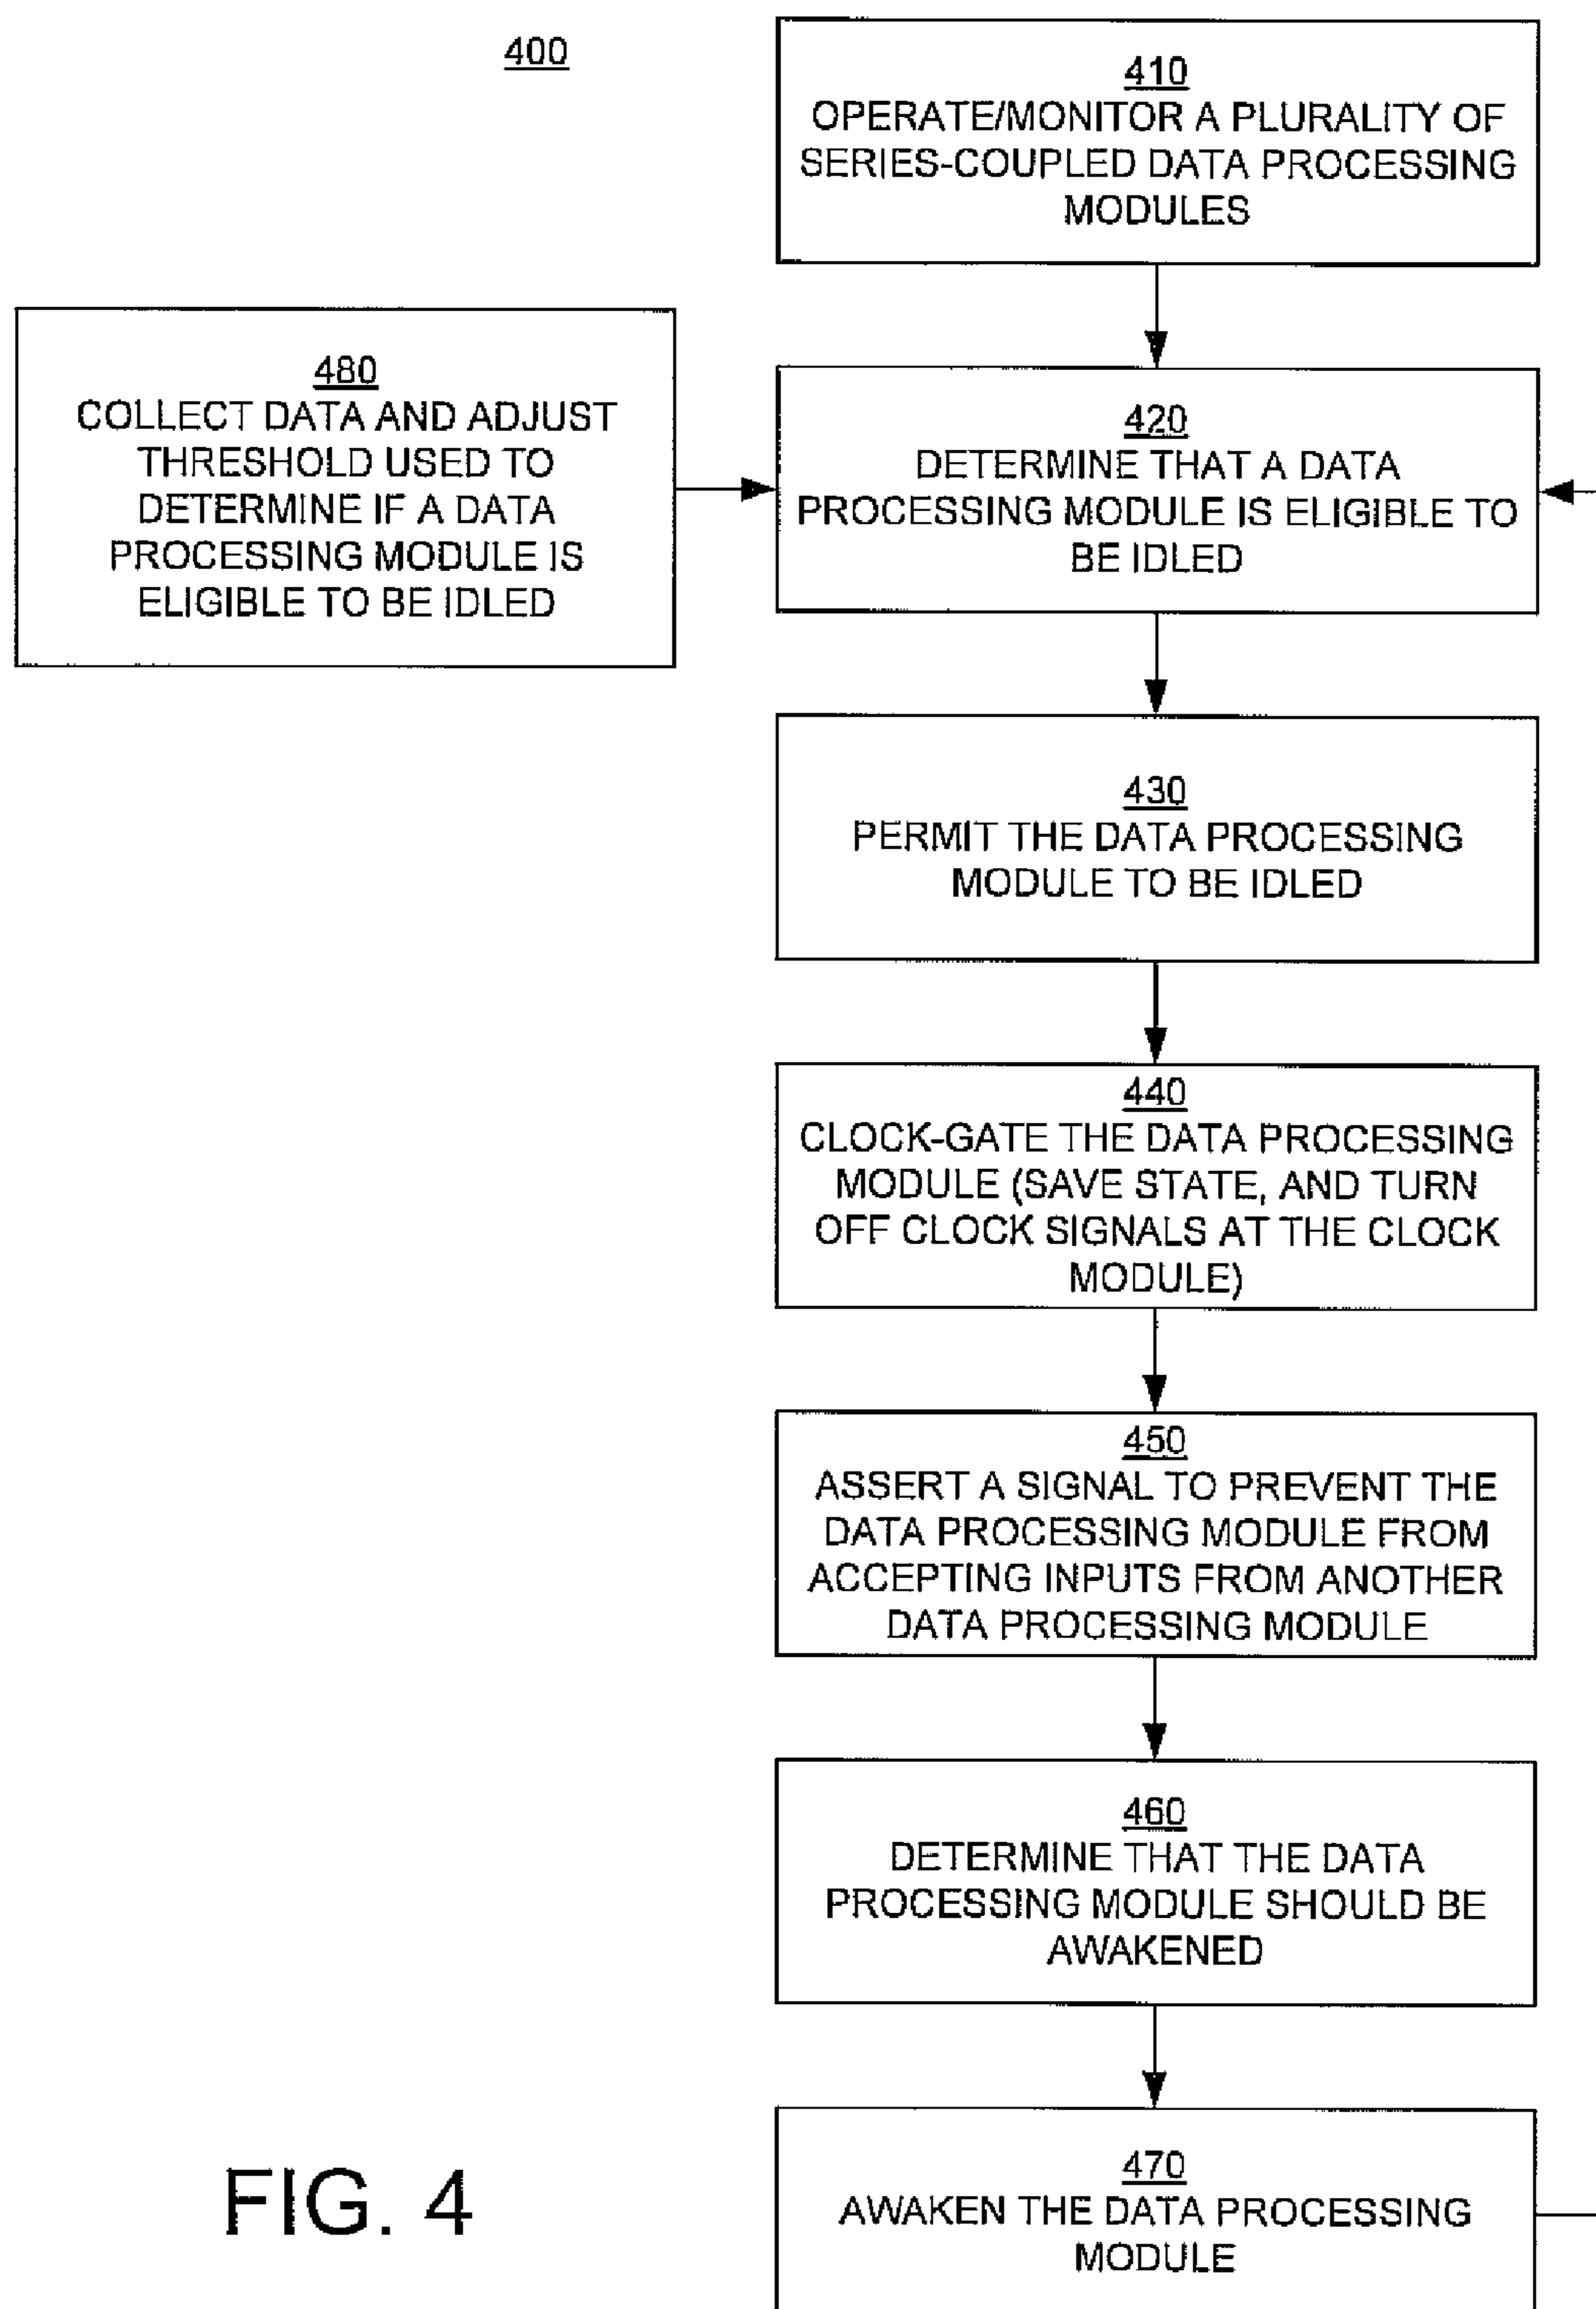 400
410
OPERATE/MONITOR A PLURALITY OF
SERIES-COUPLED DATA PROCESSING
MODULES
480
COLLECT DATA AND ADJUST
THRESHOLD USED TO
DETERMINE IF A DATA
PROCESSING MODULE IS
ELIGIBLE TO BE IDLED
420
DETERMINE THAT A DATA
PROCESSING MODULE IS ELIGIBLE TO
BE IDLED
430
PERMIT THE DATA PROCESSING
MODULE TO BE IDLED
440
CLOCK-GATE THE DATA PROCESSING
MODULE (SAVE STATE, AND TURN
OFF CLOCK SIGNALS AT THE CLOCK
MODULE)
450
ASSERT A SIGNAL TO PREVENT THE
DATA PROCESSING MODULE FROM
ACCEPTING INPUTS FROM ANOTHER
DATA PROCESSING MODULE
460
DETERMINE THAT THE DATA
PROCESSING MODULE SHOULD BE
AWAKENED
470
AWAKEN THE DATA PROCESSING
MODULE
FIG. 4